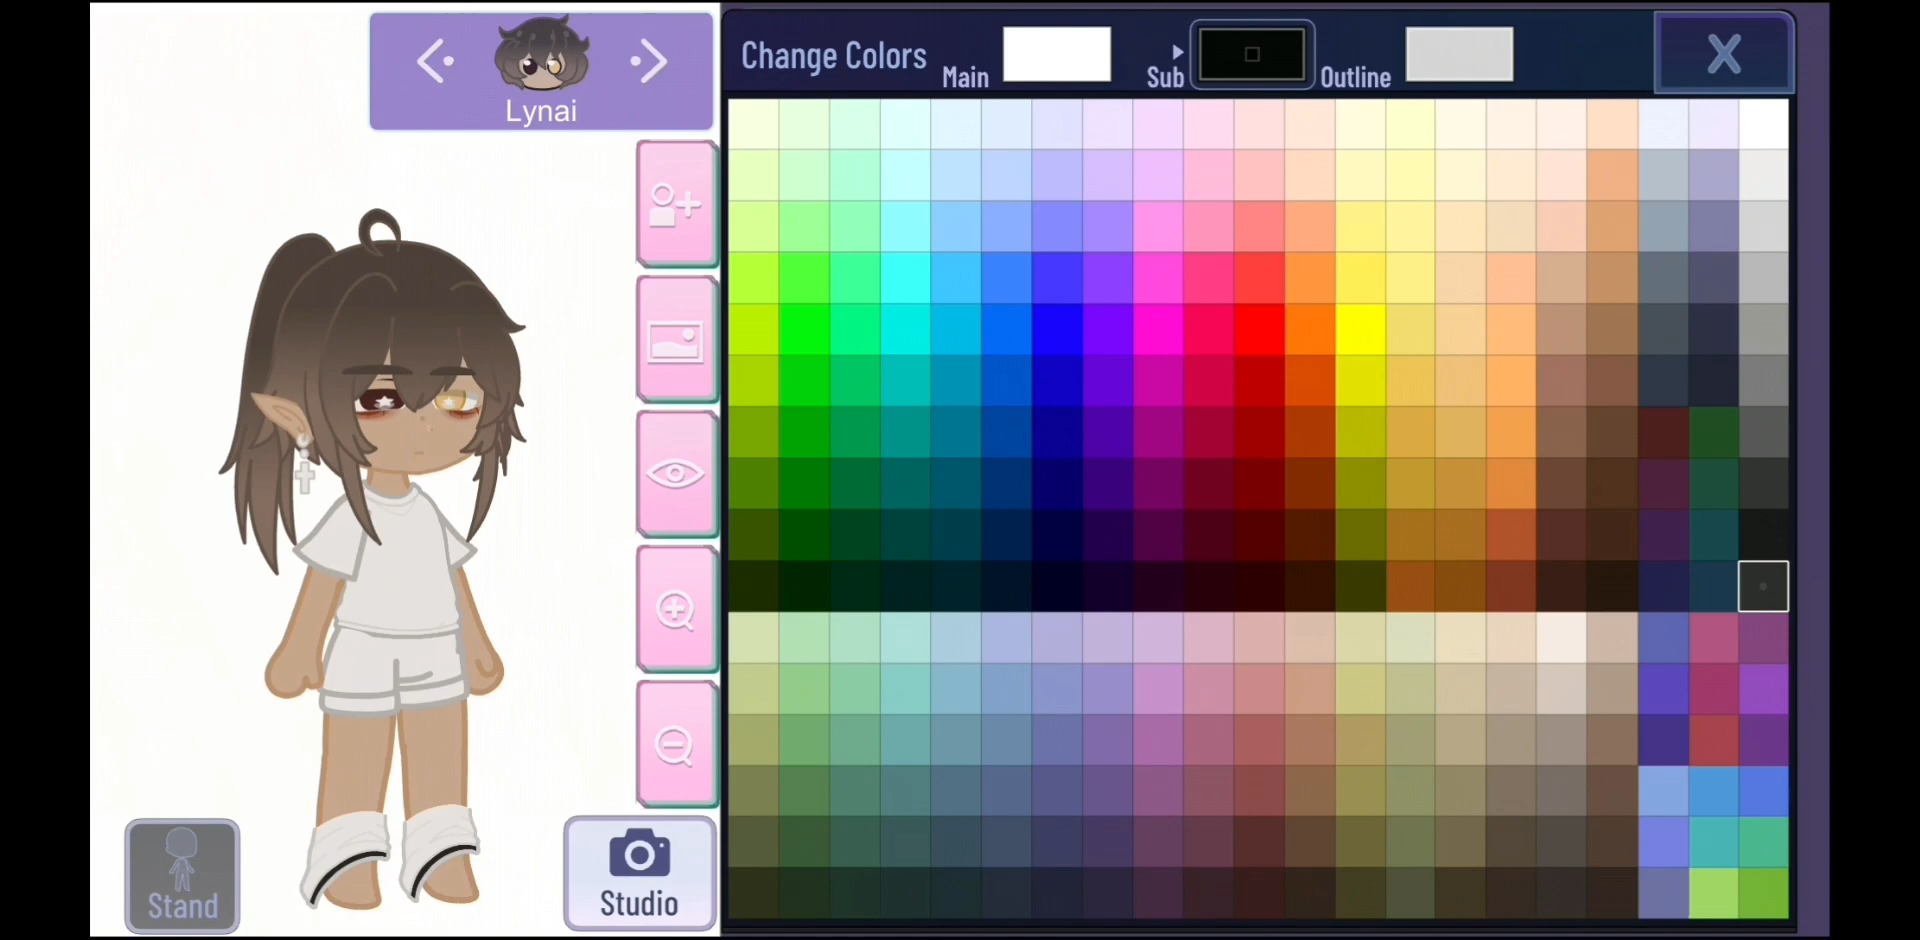 Lynai
Change Colors
Main
Sub
Outline
X
Stand
Studio